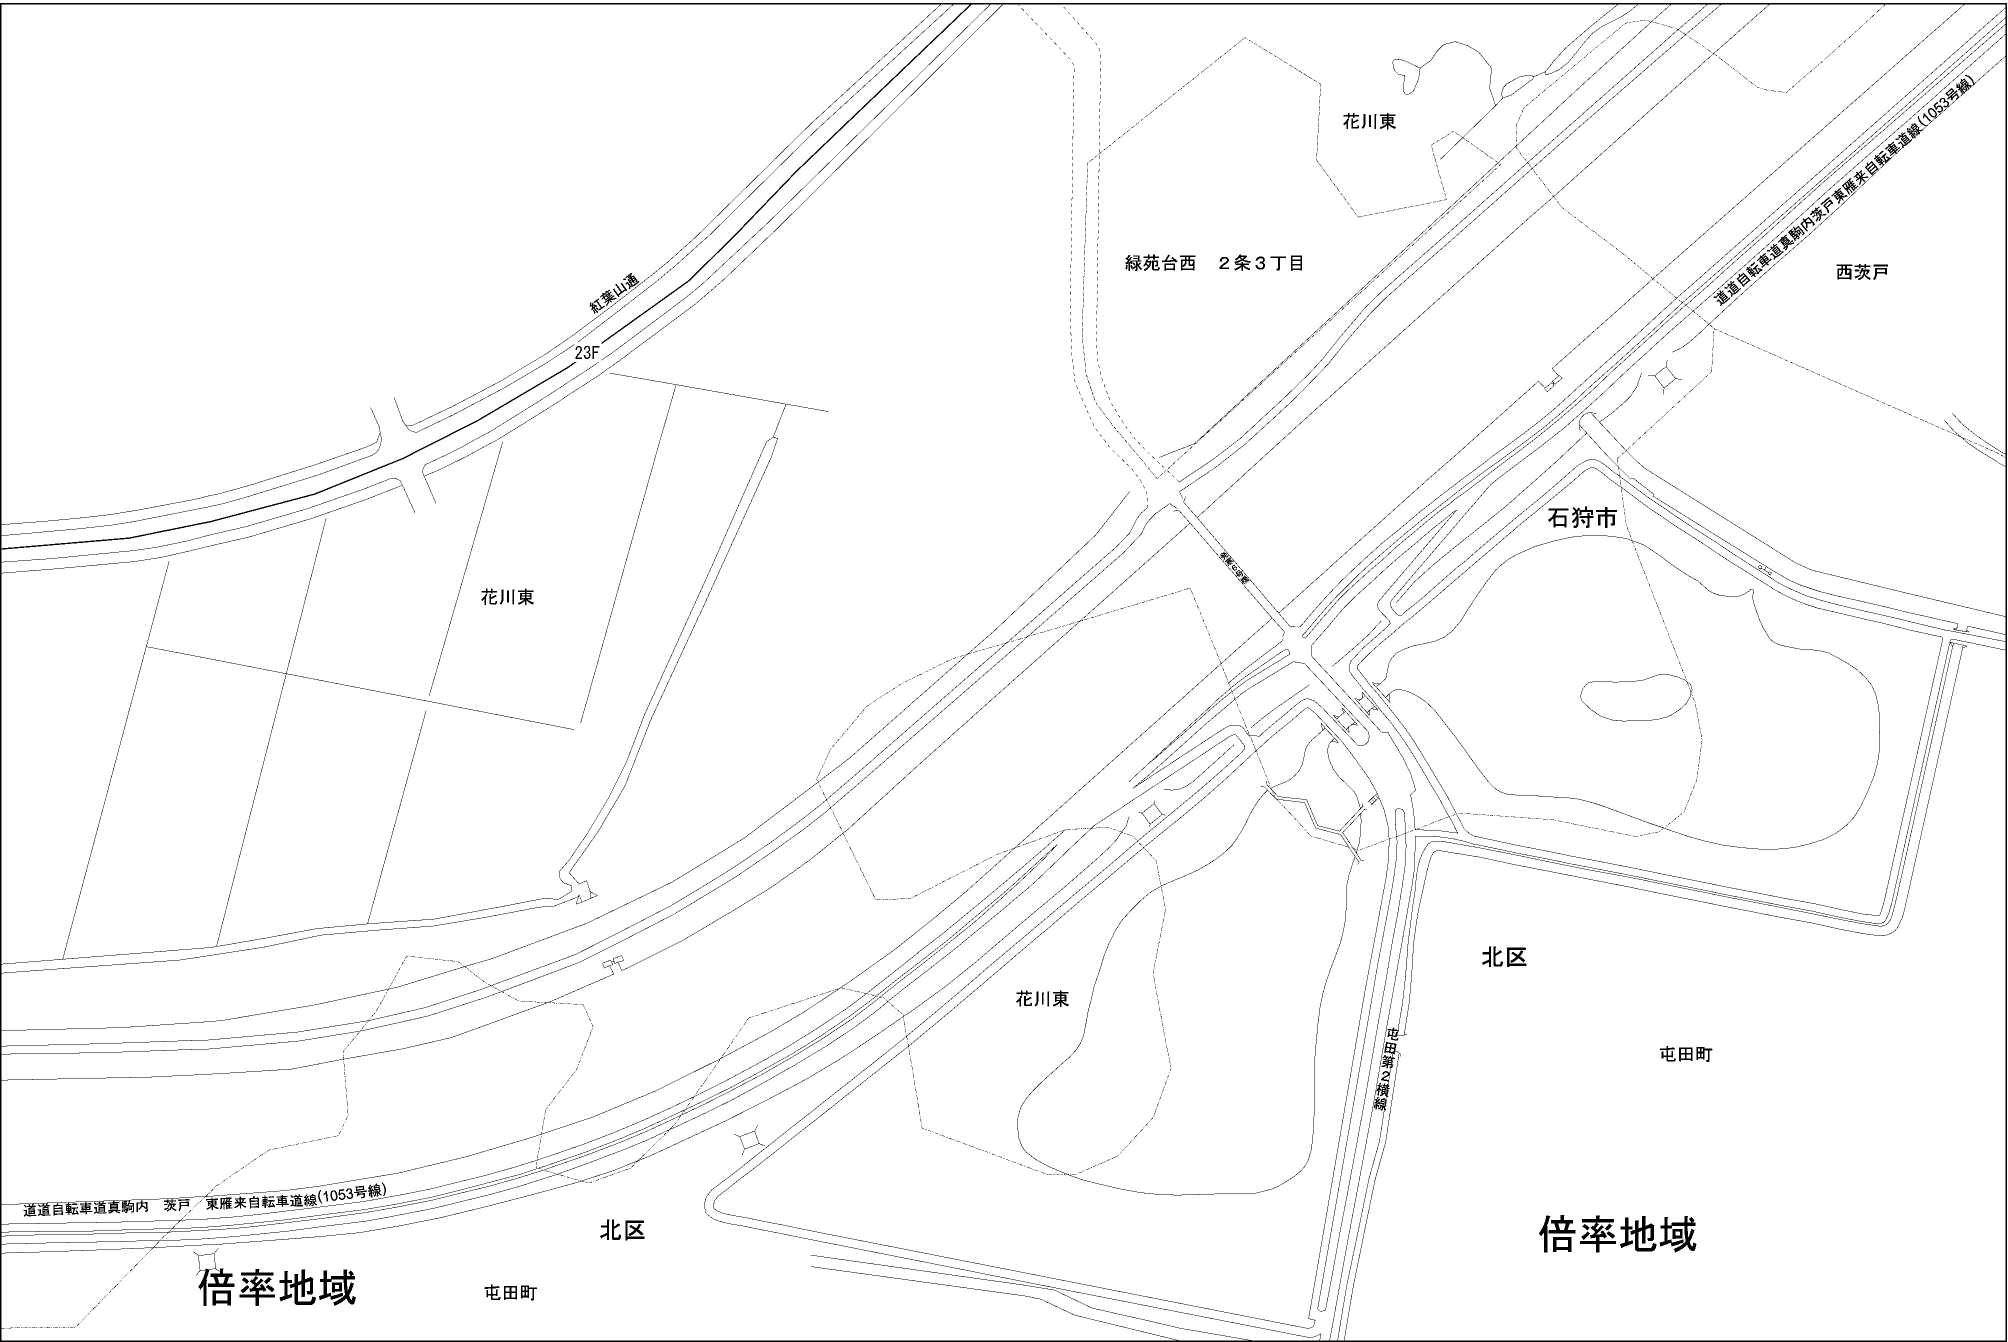 花川東
道道自転車道真駒内茨戸東雁来自転車道線(1053号線)
緑苑台西　２条３丁目
西茨戸
紅葉山通
23F
石狩市
花川東
北区
花川東
屯田町
屯田第２横線
道道自転車道真駒内　茨戸　東雁来自転車道線(1053号線)
北区
倍率地域
倍率地域
屯田町